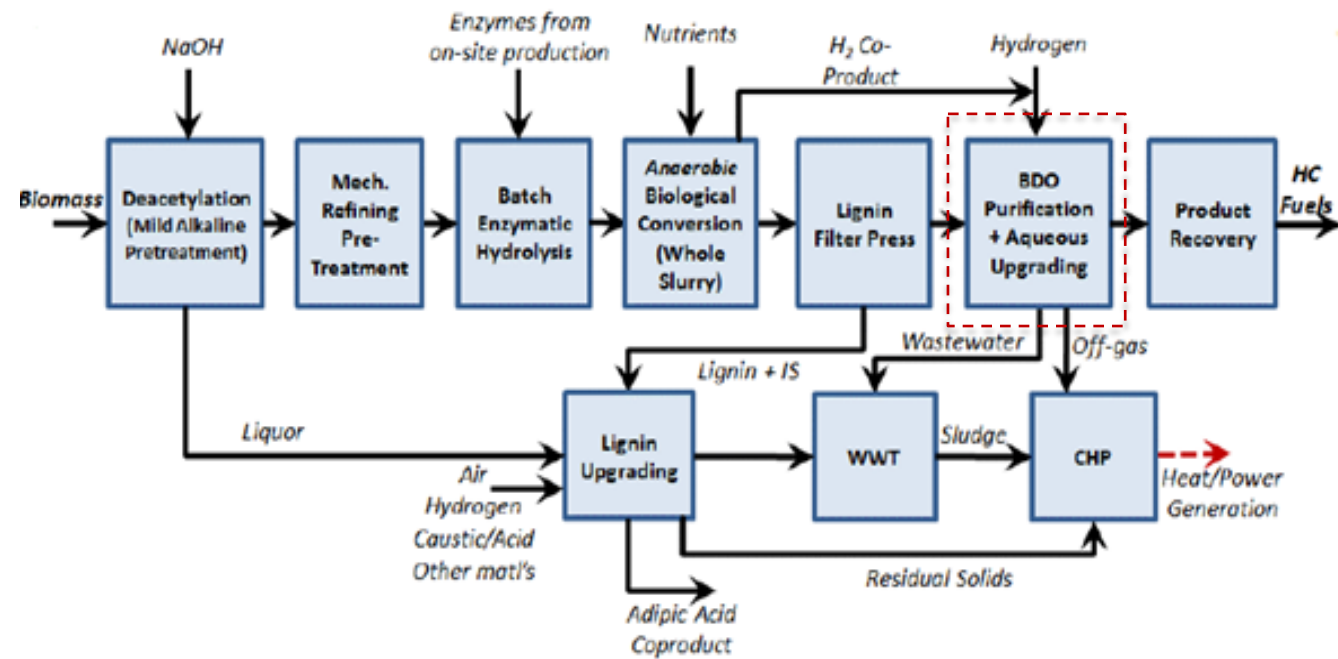 NaOH
Enzymes from
on-site production
Nutrients
H2 Co-
Product
Hydrogen
Biomass
Deacetylation
(Mild Alkaline
Pretreatment)
Mech.
Refining
Pre-
Treatment
Batch
Enzymatic
Hydrolysis
Anaerobic
Biological
Conversion
(Whole
Slurry)
Lignin
Filter Press
BDO
Purification
+ Aqueous
Upgrading
Product
Recovery
HC
Fuels
Wastewater
Off-gas
Lignin + IS
Liquor
Lignin
Upgrading
WWT
Sludge
CHP
Heat/Power
Generation
Air
Hydrogen
Caustic/Acid
Other matl's
Residual Solids
Adipic Acid
Coproduct